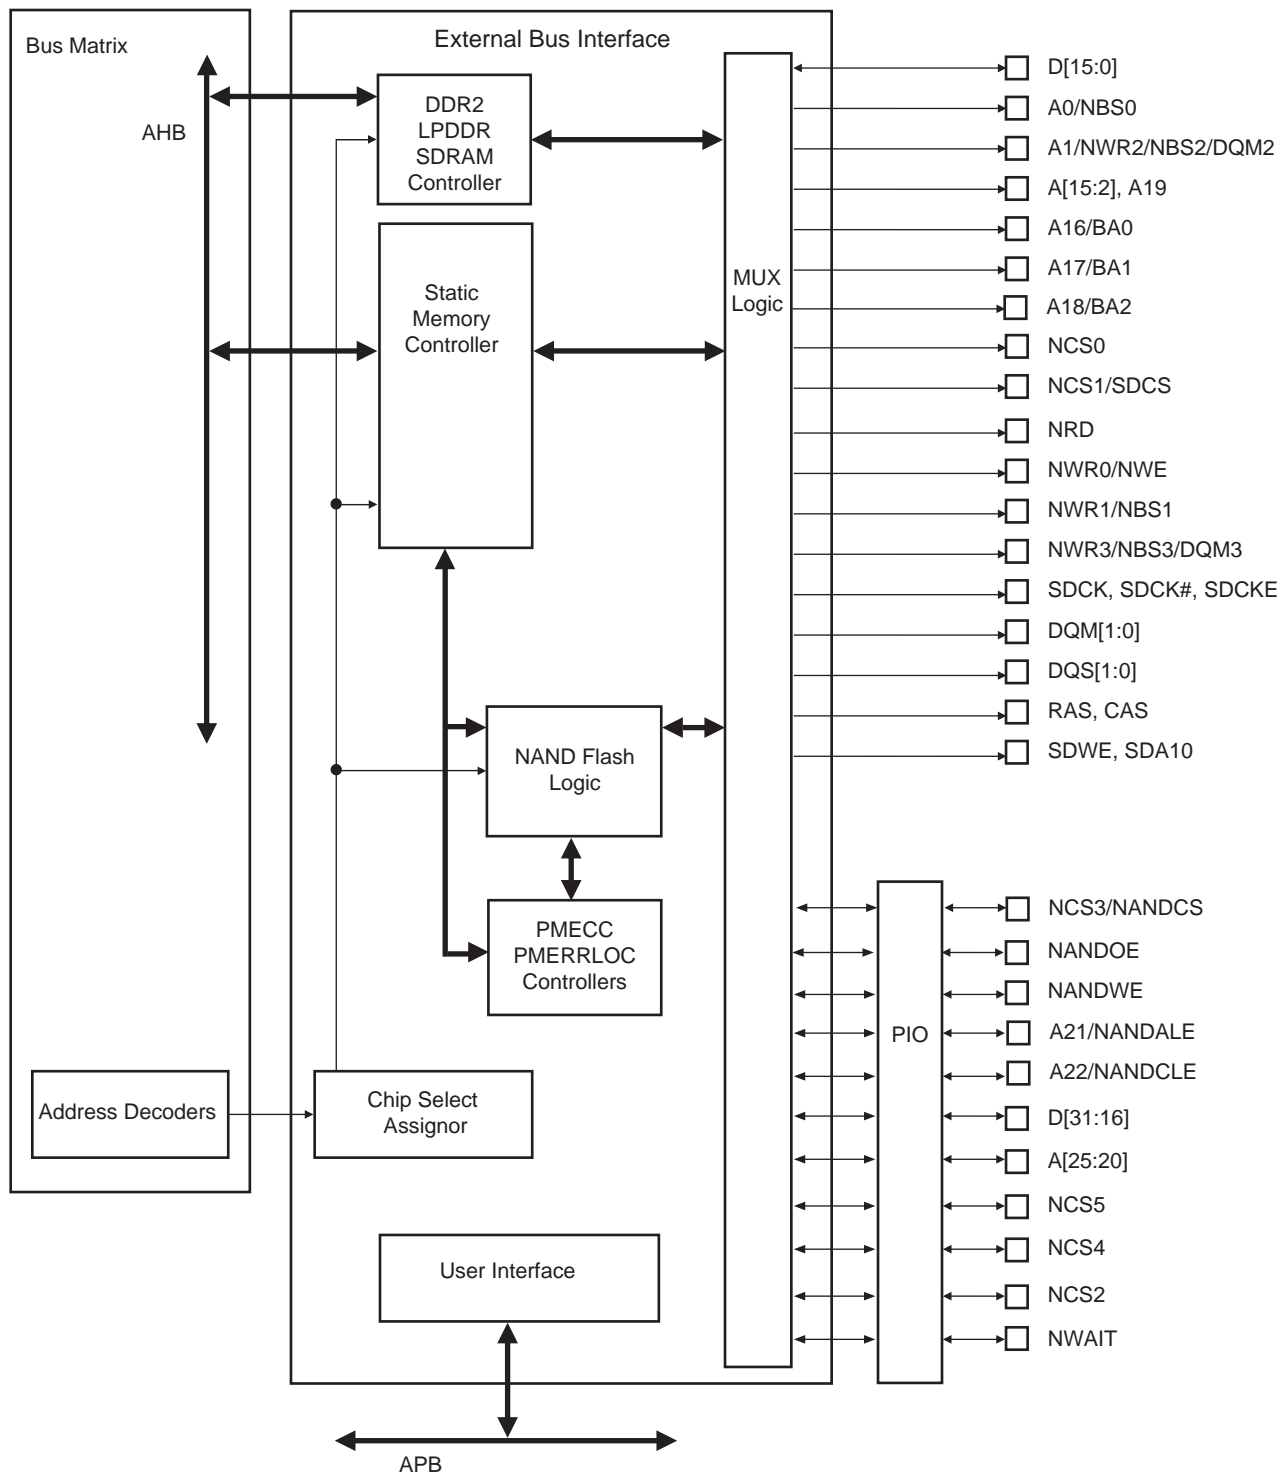 Bus Matrix
External Bus Interface
AHB
DDR2
LPDDR
SDRAM
Controller
Static
Memory
Controller
MUX
Logic
NAND Flash
Logic
PMECC
PMERRLOC
Controllers
Address Decoders
Chip Select
Assignor
User Interface
APB
PIO
D[15:0]
A0/NBS0
A1/NWR2/NBS2/DQM2
A[15:2], A19
A16/BA0
A17/BA1
A18/BA2
NCS0
NCS1/SDCS
NRD
NWR0/NWE
NWR1/NBS1
NWR3/NBS3/DQM3
SDCK, SDCK#, SDCKE
DQM[1:0]
DQS[1:0]
RAS, CAS
SDWE, SDA10
NCS3/NANDCS
NANDOE
NANDWE
A21/NANDALE
A22/NANDCLE
D[31:16]
A[25:20]
NCS5
NCS4
NCS2
NWAIT